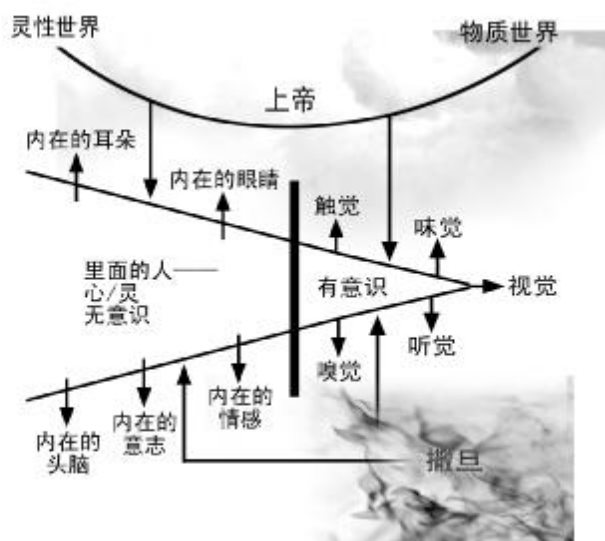 灵性世界
物质世界
上帝
内在的耳朵
内在的眼睛
触觉
味觉
里面的人——
心/灵
无意识
有意识
视觉
嗅觉
听觉
内在的
头脑
内在的
意志
内在的
情感
撒旦